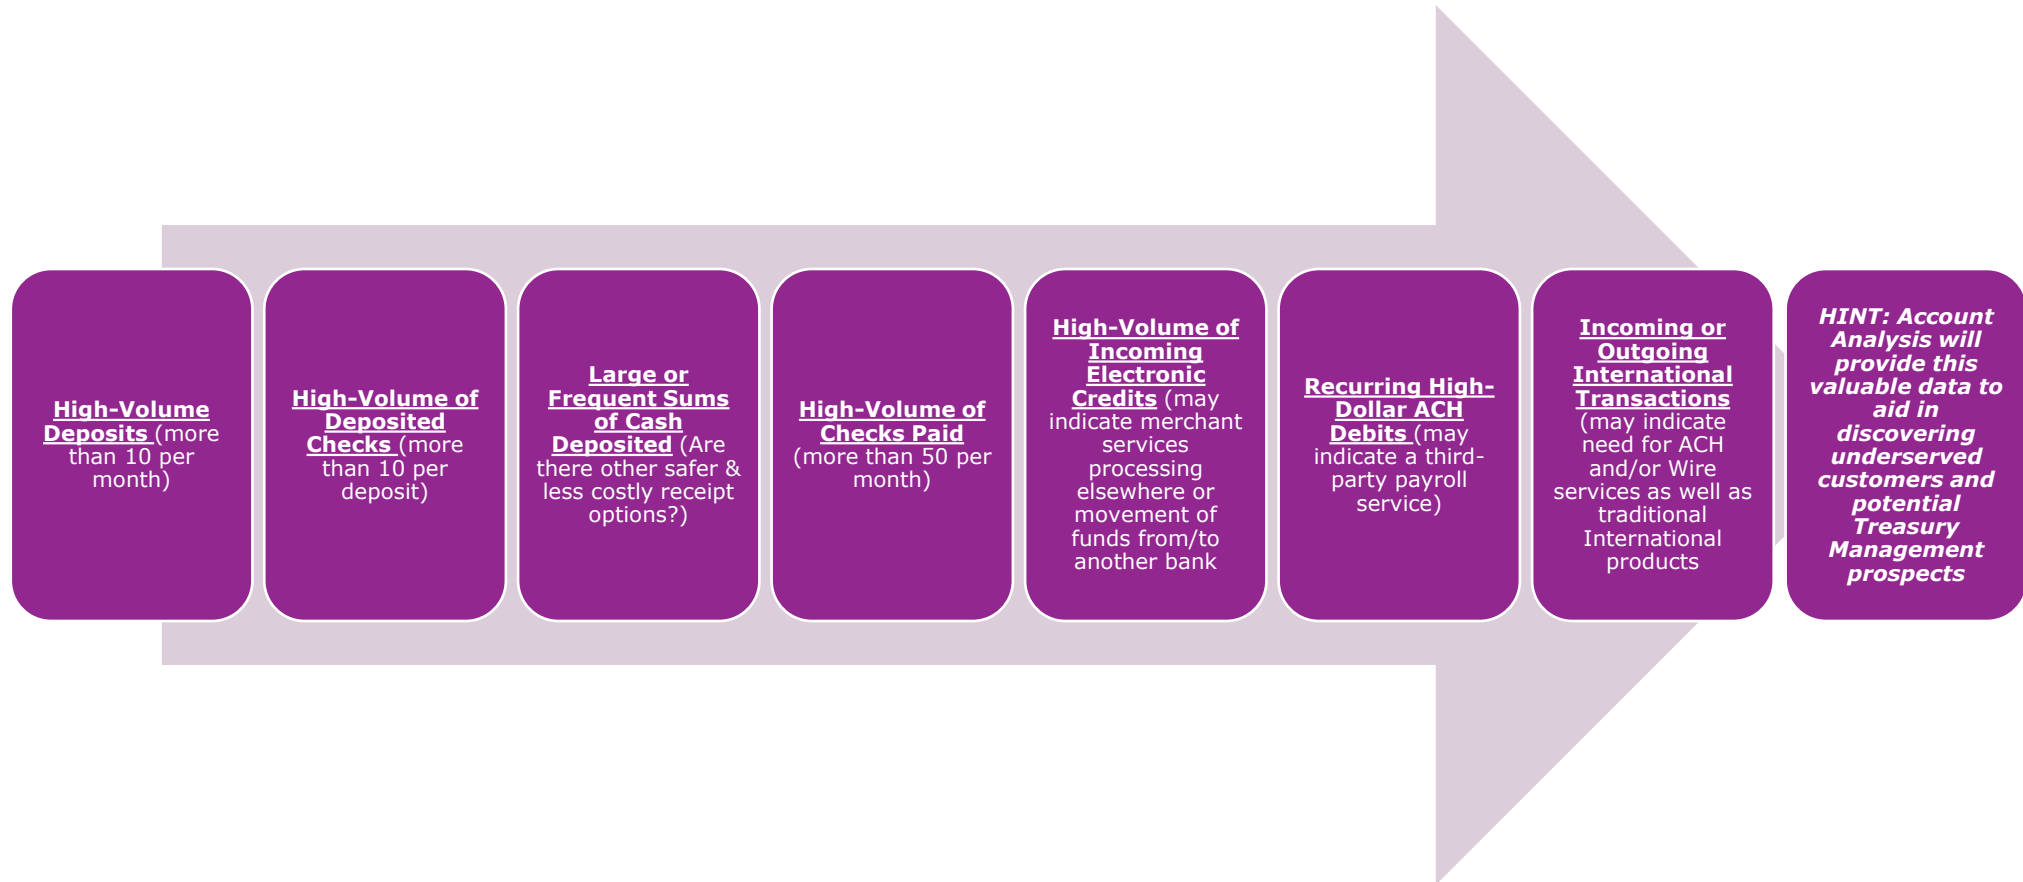 High-Volume
Deposits (more
than 10 per
month)
High-Volume of
Deposited
Checks (more
than 10 per
deposit)
Large or
Frequent Sums
of Cash
Deposited (Are
there other safer &
less costly receipt
options?)
High-Volume of
Checks Paid
(more than 50 per
month)
High-Volume of
Incoming
Electronic
Credits (may
indicate merchant
services
processing
elsewhere or
movement of
funds from/to
another bank
Recurring High-
Dollar ACH
Debits (may
indicate a third-
party payroll
service)
Incoming or
Outgoing
International
Transactions
(may indicate
need for ACH
and/or Wire
services as well as
traditional
International
products
HINT: Account
Analysis will
provide this
valuable data to
aid in
discovering
underserved
customers and
potential
Treasury
Management
prospects